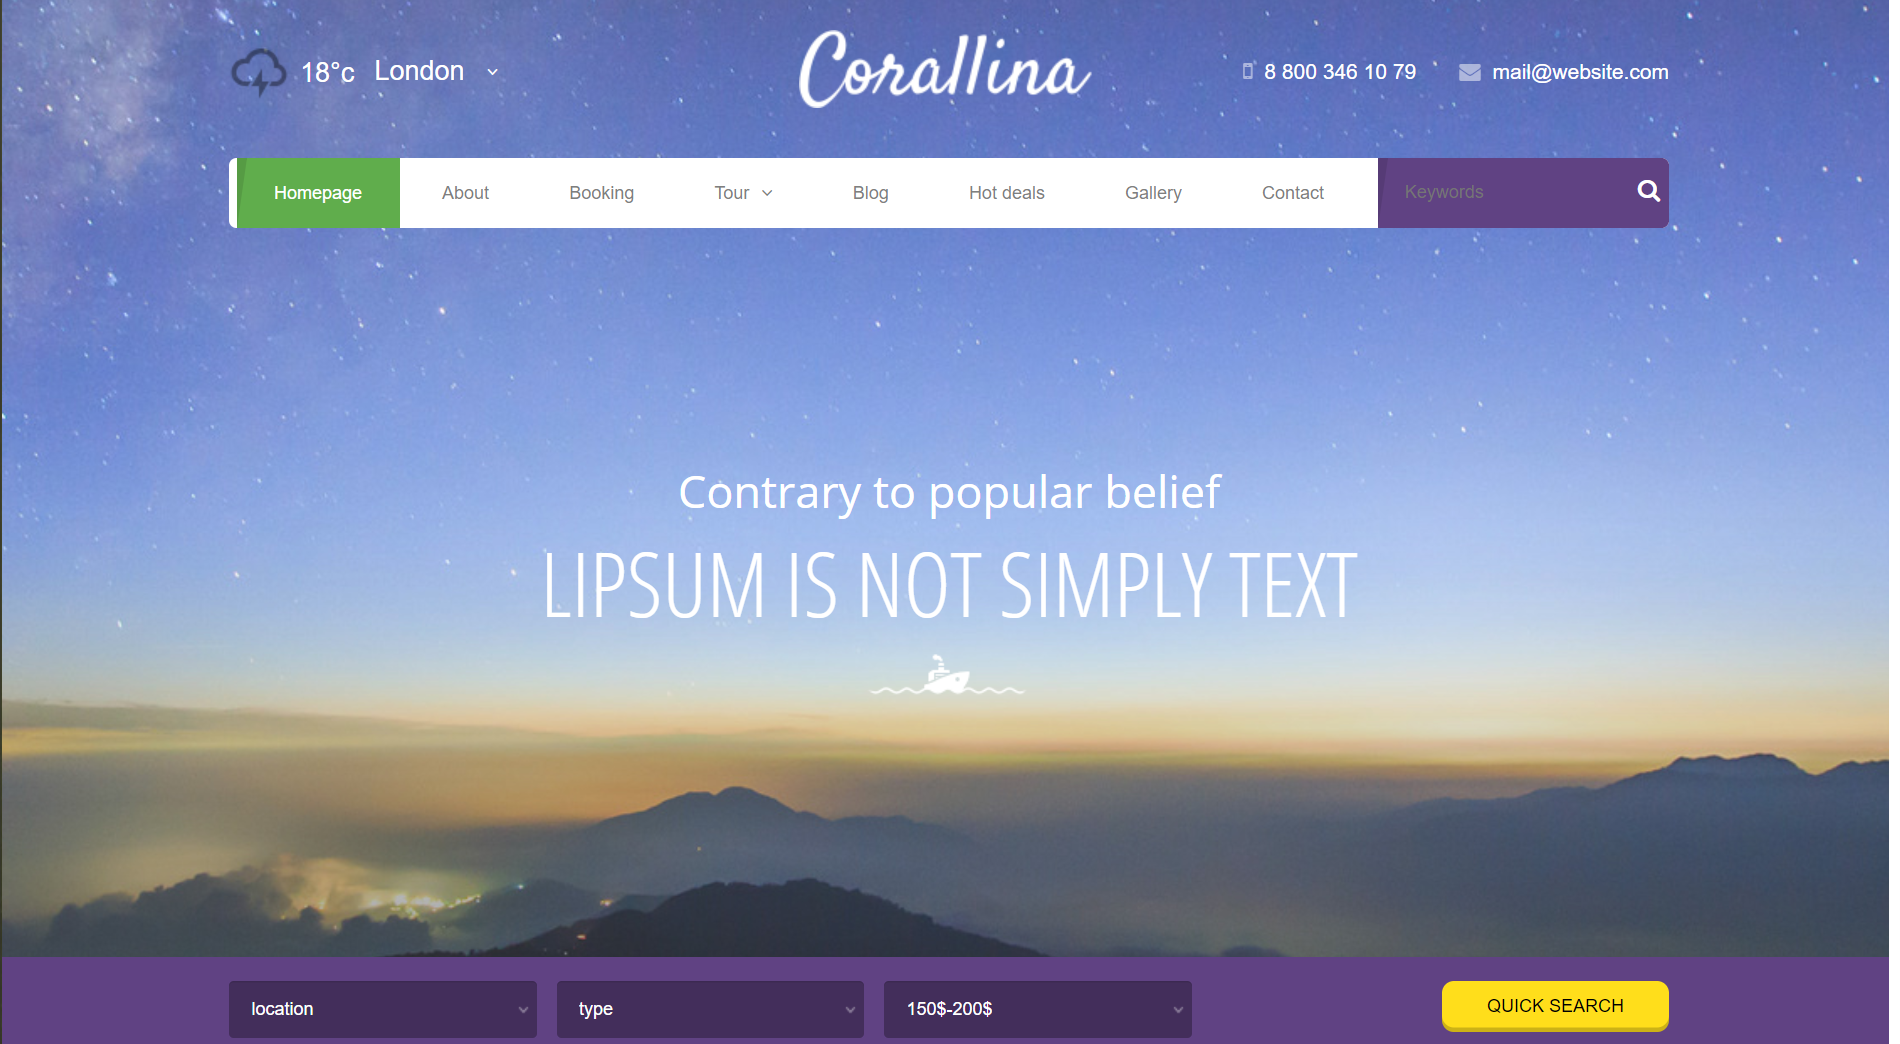 18°c London
Corallina
8 800 346 10 79
mail@website.com
Homepage
About
Booking
Tour
Blog
Hot deals
Gallery
Contact
Keywords
Contrary to popular belief
LIPSUM IS NOT SIMPLY TEXT
location
type
150$-200$
QUICK SEARCH